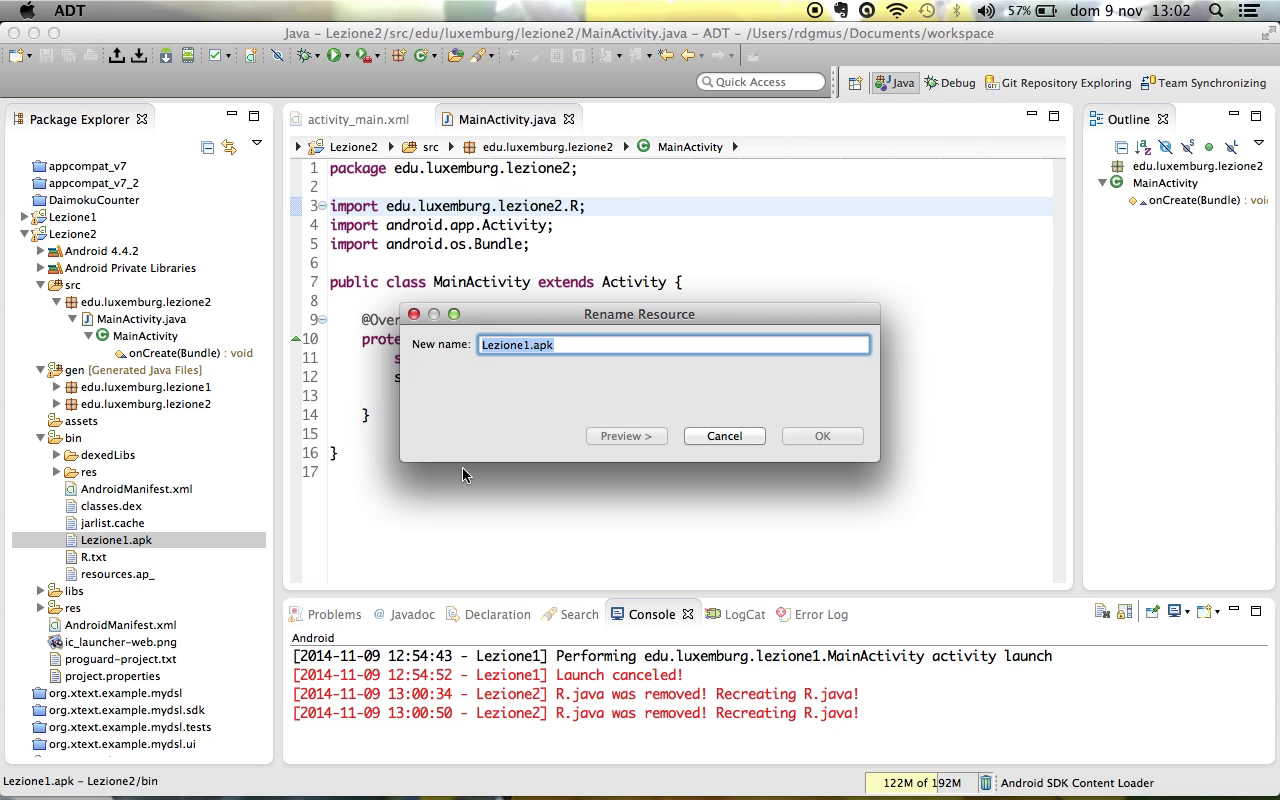 ADT
57%
dom 9 nov 13:02
Java – Lezione2/src/edu/luxemburg/lezione2/MainActivity.java – ADT – /Users/rdgmus/Documents/workspace
Quick Access
Java
Debug
Git Repository Exploring
Team Synchronizing
Package Explorer
appcompat_v7
appcompat_v7_2
DaimokuCounter
Lezione1
Lezione2
Android 4.4.2
Android Private Libraries
src
edu.luxemburg.lezione2
MainActivity.java
MainActivity
onCreate(Bundle) : void
gen [Generated Java Files]
edu.luxemburg.lezione1
edu.luxemburg.lezione2
assets
bin
dexedLibs
res
AndroidManifest.xml
classes.dex
jarlist.cache
Lezione1.apk
R.txt
resources.ap_
libs
res
AndroidManifest.xml
ic_launcher-web.png
proguard-project.txt
project.properties
org.xtext.example.mydsl
org.xtext.example.mydsl.sdk
org.xtext.example.mydsl.tests
org.xtext.example.mydsl.ui
activity_main.xml
MainActivity.java
Lezione2
src
edu.luxemburg.lezione2
MainActivity
1 package edu.luxemburg.lezione2;
2
3 import edu.luxemburg.lezione2.R;
4 import android.app.Activity;
5 import android.os.Bundle;
6
7 public class MainActivity extends Activity {
8
9 @Over
10 prote
11 s
12 s
13
14 }
15
16 }
17
Rename Resource
New name: Lezione1.apk
Preview >
Cancel
OK
Outline
edu.luxemburg.lezione2
MainActivity
onCreate(Bundle) : voi
Problems
@ Javadoc
Declaration
Search
Console
LogCat
Error Log
Android
[2014-11-09 12:54:43 - Lezione1] Performing edu.luxemburg.lezione1.MainActivity activity launch
[2014-11-09 12:54:52 - Lezione1] Launch canceled!
[2014-11-09 13:00:34 - Lezione2] R.java was removed! Recreating R.java!
[2014-11-09 13:00:50 - Lezione2] R.java was removed! Recreating R.java!
Lezione1.apk – Lezione2/bin
122M of 192M
Android SDK Content Loader